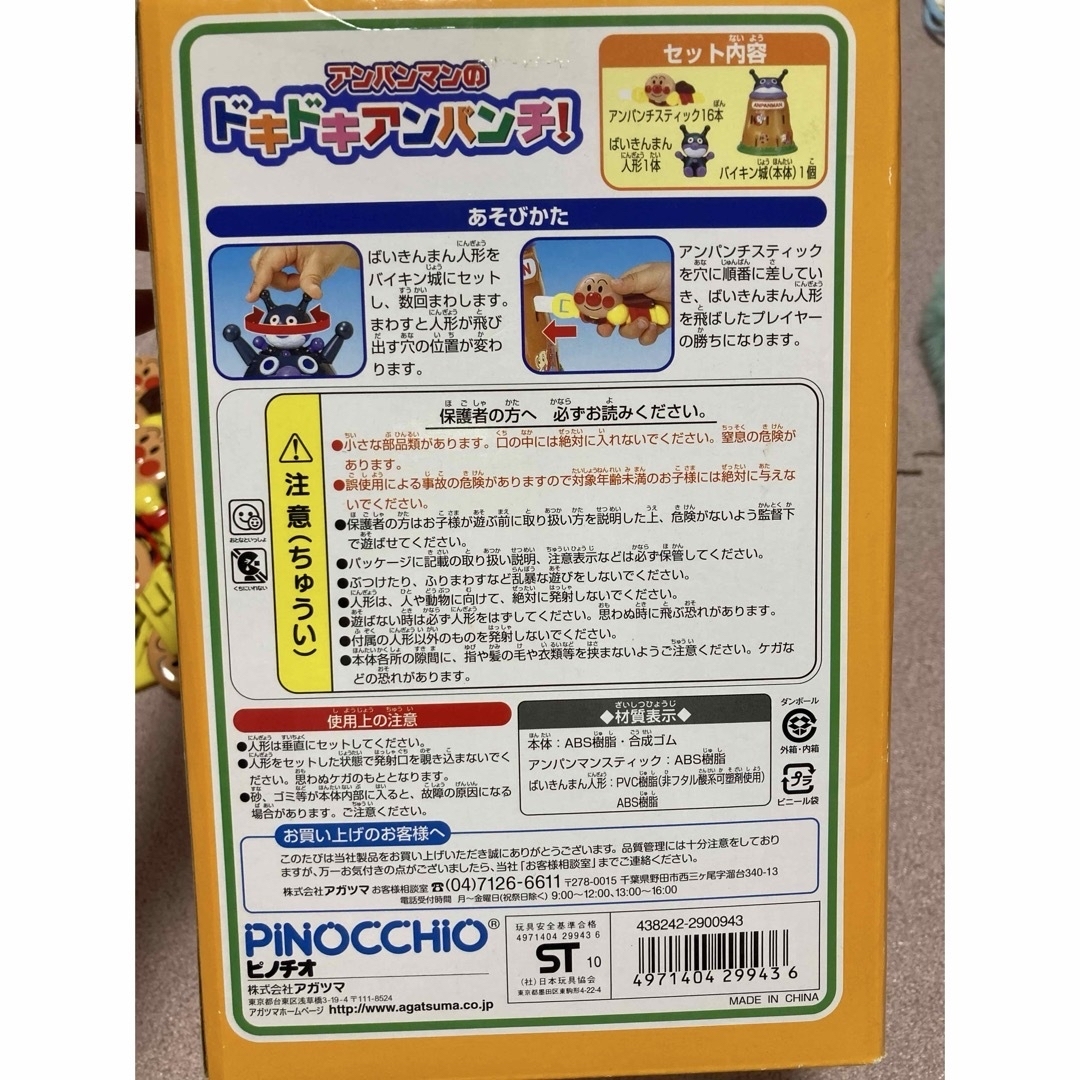 アンパンマンの
ドキドキアンパンチ!
セット内容
アンパンチスティック16本
ばいきんまん
人形1体
ANPANMAN
バイキン城(本体)1個
あそびかた
ばいきんまん人形を
バイキン城にセット
し、数回まわします。
まわすと人形が飛び
出す穴の位置が変わ
ります。
アンパンチスティック
を穴に順番に差してい
き、ばいきんまん人形
を飛ばしたプレイヤー
の勝ちになります。
注意(ちゅうい)
おとなといっしょ
くちにいれない
保護者の方へ 必ずお読みください。
●小さな部品類があります。口の中には絶対に入れないでください。窒息の危険が
あります。
●誤使用による事故の危険がありますので対象年齢未満のお子様には絶対に与えな
いでください。
●保護者の方はお子様が遊ぶ前に取り扱い方を説明した上、危険がないよう監督下
で遊ばせてください。
●パッケージに記載の取り扱い説明、注意表示などは必ず保管してください。
●ぶつけたり、ふりまわすなど乱暴な遊びをしないでください。
●人形は、人や動物に向けて、絶対に発射しないでください。
●遊ばない時は必ず人形をはずしてください。思わぬ時に飛ぶ恐れがあります。
●付属の人形以外のものを発射しないでください。
●本体各所の隙間に、指や髪の毛や衣類等を挟まないようご注意ください。ケガな
どの恐れがあります。
使用上の注意
●人形は垂直にセットしてください。
●人形をセットした状態で発射口を覗き込まないでく
ださい。思わぬケガのもととなります。
●砂、ゴミ等が本体内部に入ると、故障の原因になる
場合があります。ご注意ください。
◆材質表示◆
本体:ABS樹脂・合成ゴム
アンパンマンスティック:ABS樹脂
ばいきんまん人形:PVC樹脂(非フタル酸系可塑剤使用)
ABS樹脂
ダンボール
外箱・内箱
プラ
ビニール袋
お買い上げのお客様へ
このたびは当社製品をお買い上げいただき誠にありがとうございます。品質管理には十分注意をしており
ますが、万一お気付きの点がございましたら、当社「お客様相談室」までご連絡ください。
株式会社アガツマ お客様相談室 ☎(04)7126-6611 〒278-0015 千葉県野田市西三ヶ尾字溜台340-13
電話受付時間 月〜金曜日(祝祭日除く) 9:00〜12:00、13:00〜16:00
PINOCCHIO®
ピノチオ
株式会社アガツマ
東京都台東区浅草橋3-19-4 〒111-8524
アガツマホームページ http://www.agatsuma.co.jp
玩具安全基準合格
4971404 29943 6
ST 10
(社)日本玩具協会
東京都墨田区東駒形4-22-4
438242-2900943
4971404 299436
MADE IN CHINA